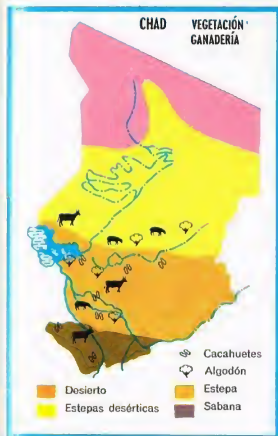 CHAD VEGETACIÓN
GANADERÍA
Cacahuetes
Algodón
Desierto
Estepa
Estepas desérticas
Sabana